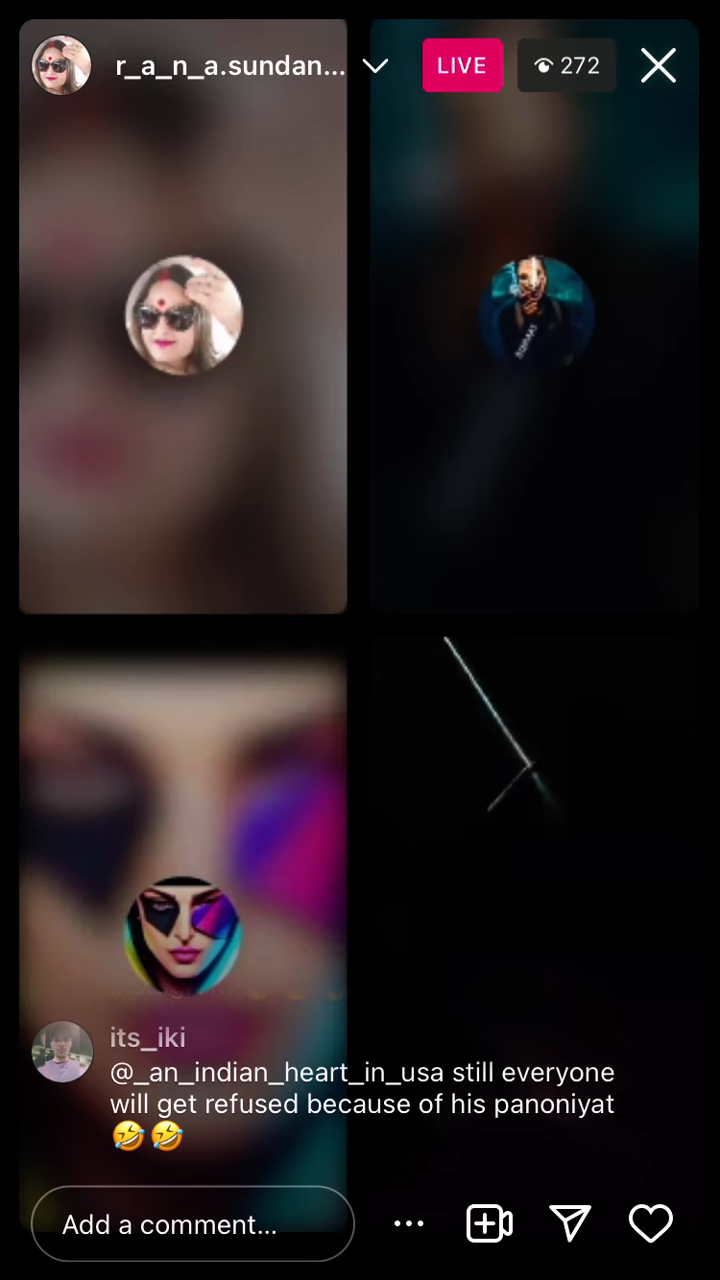 r_a_n_a.sundan...
LIVE
272
its_iki
@_an_indian_heart_in_usa still everyone
will get refused because of his panoniyat
🤣🤣
Add a comment...